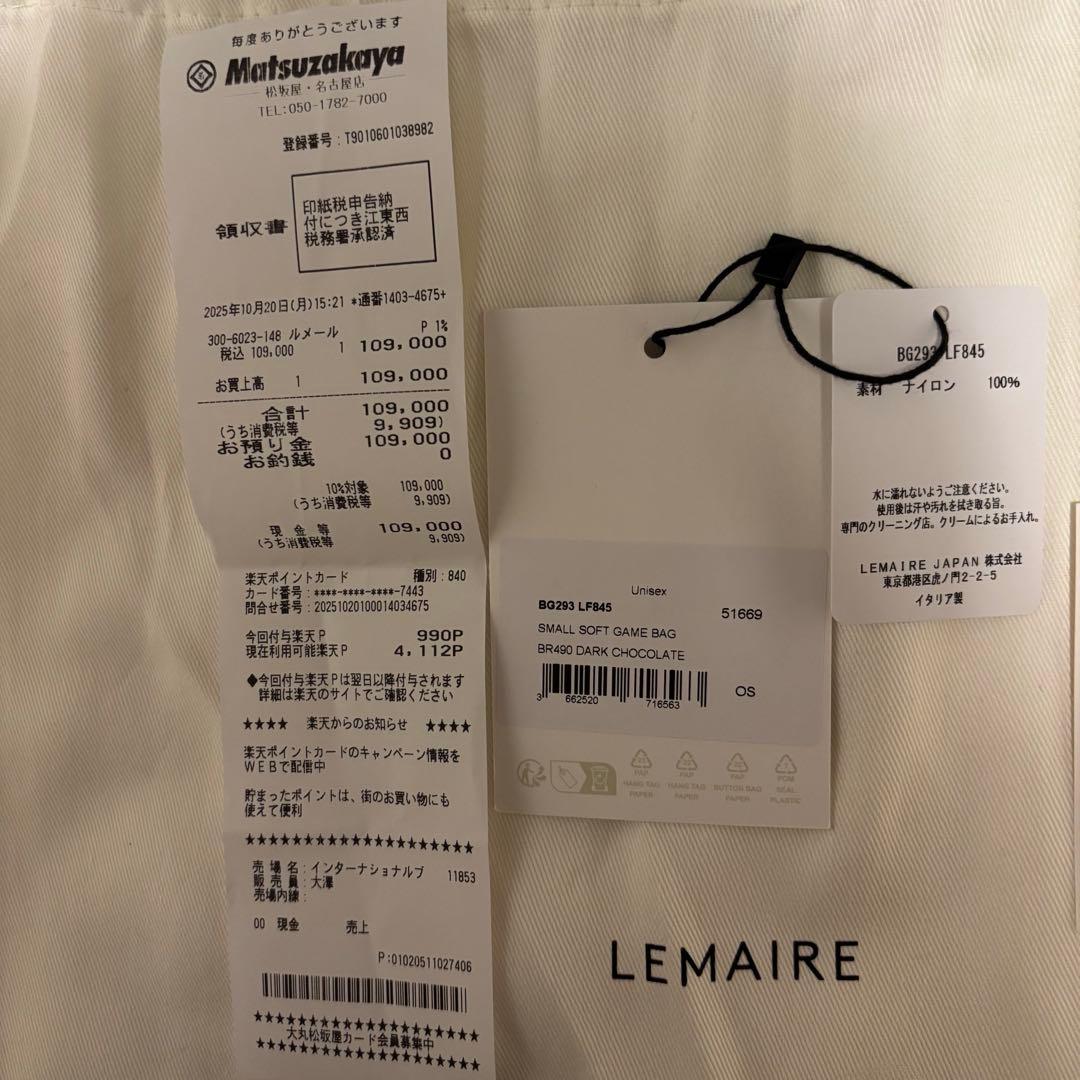 毎度ありがとうございます
Matsuzakaya
松坂屋・名古屋店
TEL:050-1782-7000
登録番号：T9010601038982
領収書
印紙税申告納
付につき江東西
税務署承認済
2025年10月20日(月)15:21 *通番1403-4675+
300-6023-148 ルメール P 1%
税込 109,000 1 109,000
お買上高 1 109,000
合計 109,000
(うち消費税等 9,909)
お預り金 109,000
お釣銭 0
10%対象 109,000
(うち消費税等 9,909)
現金等 109,000
(うち消費税等 9,909)
楽天ポイントカード 種別：840
カード番号：****-****-****-7443
問合せ番号：20251020100014034675
今回付与楽天P 990P
現在利用可能楽天P 4,112P
◆今回付与楽天Pは翌日以降付与されます
詳細は楽天のサイトでご確認ください
★★★★ 楽天からのお知らせ ★★★★
楽天ポイントカードのキャンペーン情報を
WEBで配信中
貯まったポイントは、街のお買い物にも
使えて便利
★★★★★★★★★★★★★★★★★★★★
売場名：インターナショナルブ 11853
販売員：大澤
売場内線：
00 現金 売上
P:01020511027406
★★★★★★★★★★★★★★★★★★★★
大丸松坂屋カード会員募集中
★★★★★★★★★★★★★★★★★★★★
Unisex
BG293 LF845 51669
SMALL SOFT GAME BAG
BR490 DARK CHOCOLATE
OS
3 662520 716563
21 PAP HANG TAG PAPER
22 PAP HANG TAG PAPER
PAP BUTTON BAG PAPER
7 POM SEAL PLASTIC
BG293 LF845
素材 ナイロン 100%
水に濡れないようご注意ください。
使用後は汗や汚れを拭き取る旨。
専門のクリーニング店。クリームによるお手入れ。
LEMAIRE JAPAN 株式会社
東京都港区虎ノ門2-2-5
イタリア製
LEMAIRE